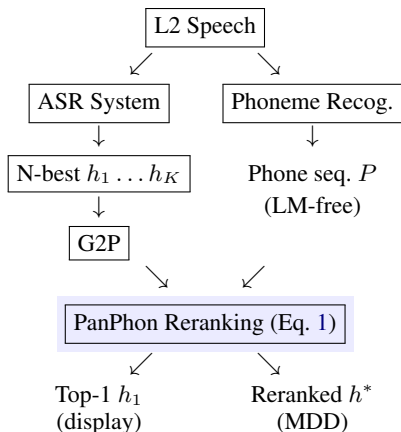 L2 Speech
ASR System
Phoneme Recog.
N-best h₁ … h_K
Phone seq. P
(LM-free)
G2P
PanPhon Reranking (Eq. 1)
Top-1 h₁
(display)
Reranked h*
(MDD)